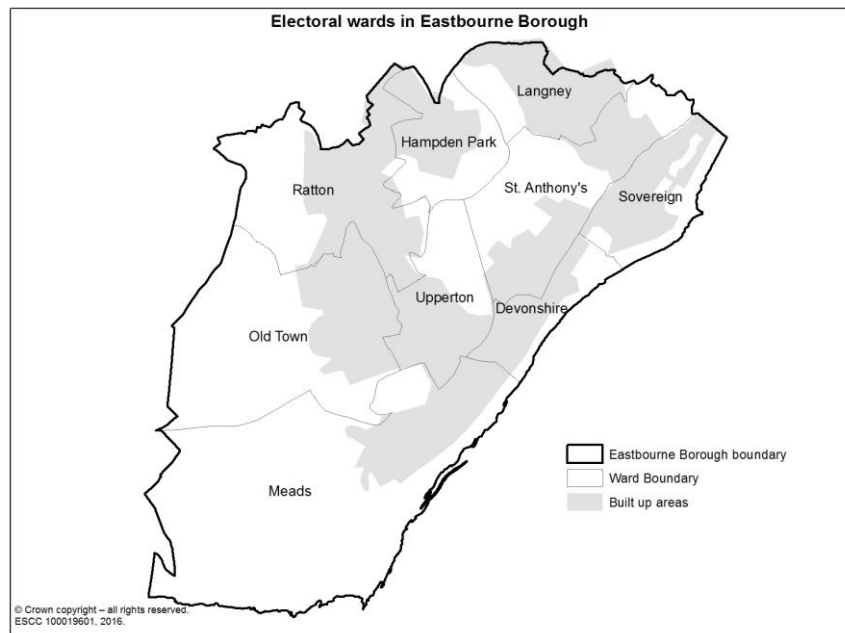 Electoral wards in Eastbourne Borough
Langney
Hampden Park
St. Anthony's
Ratton
Sovereign
Upperton
Devonshire
Old Town
Meads
Eastbourne Borough boundary
Ward Boundary
Built up areas
© Crown copyright – all rights reserved.
ESCC 100019601, 2016.